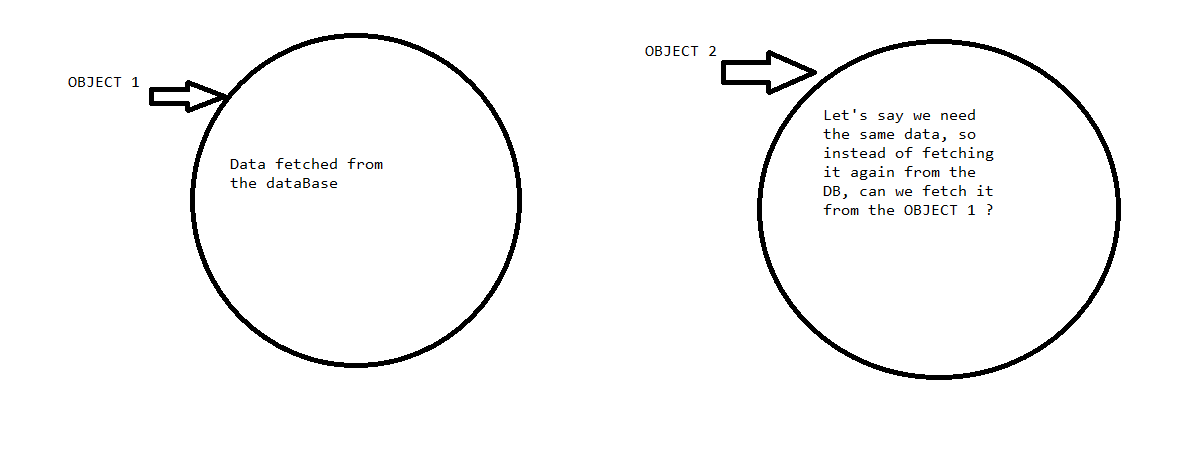 OBJECT 1
Data fetched from
the dataBase
OBJECT 2
Let's say we need
the same data, so
instead of fetching
it again from the
DB, can we fetch it
from the OBJECT 1 ?